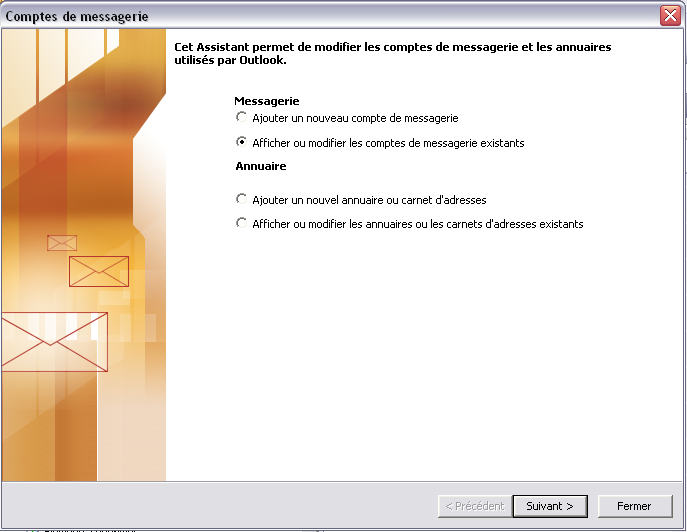 Comptes de messagerie
Cet Assistant permet de modifier les comptes de messagerie et les annuaires
utilisés par Outlook.
Messagerie
Ajouter un nouveau compte de messagerie
Afficher ou modifier les comptes de messagerie existants
Annuaire
Ajouter un nouvel annuaire ou carnet d'adresses
Afficher ou modifier les annuaires ou les carnets d'adresses existants
< Précédent
Suivant >
Fermer